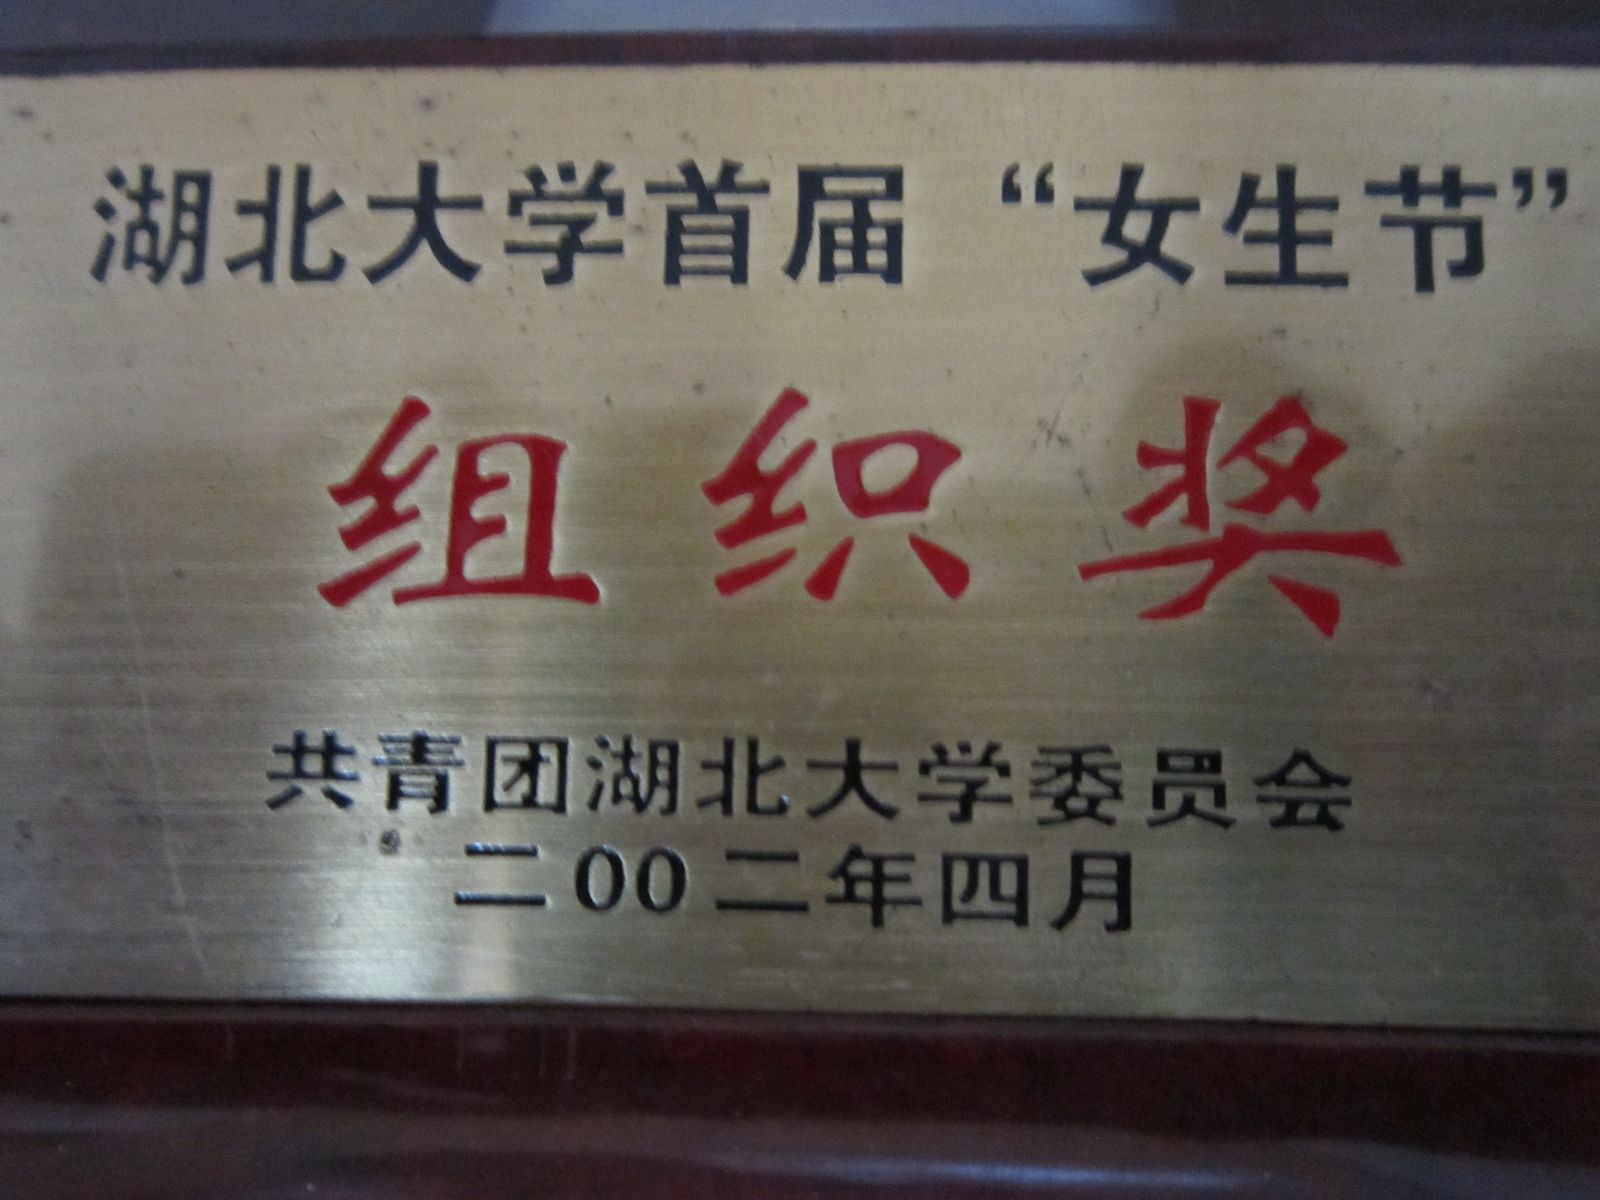 湖北大学首届“女生节”
组织奖
共青团湖北大学委员会
二00二年四月